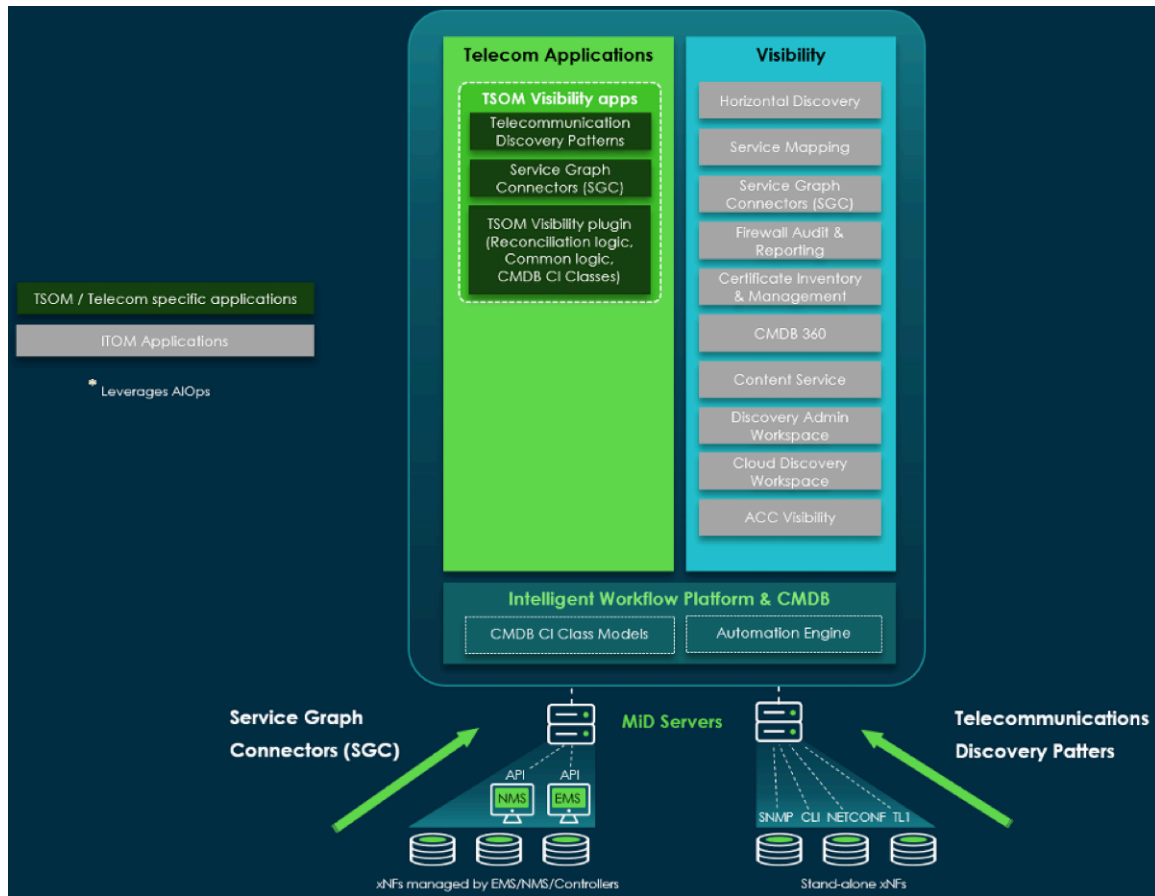 Telecom Applications
TSOM Visibility apps
Telecommunication
Discovery Patterns
Service Graph
Connectors (SGC)
TSOM Visibility plugin
(Reconciliation logic,
Common logic,
CMDB CI Classes)
Visibility
Horizontal Discovery
Service Mapping
Service Graph
Connectors (SGC)
Firewall Audit &
Reporting
Certificate Inventory
& Management
CMDB 360
Content Service
Discovery Admin
Workspace
Cloud Discovery
Workspace
ACC Visibility
TSOM / Telecom specific applications
ITOM Applications
* Leverages AIOps
Intelligent Workflow Platform & CMDB
CMDB CI Class Models
Automation Engine
Service Graph
Connectors (SGC)
MiD Servers
Telecommunications
Discovery Patters
API
API
NMS
EMS
SNMP
CLI
NETCONF
TL1
xNFs managed by EMS/NMS/Controllers
Stand-alone xNFs